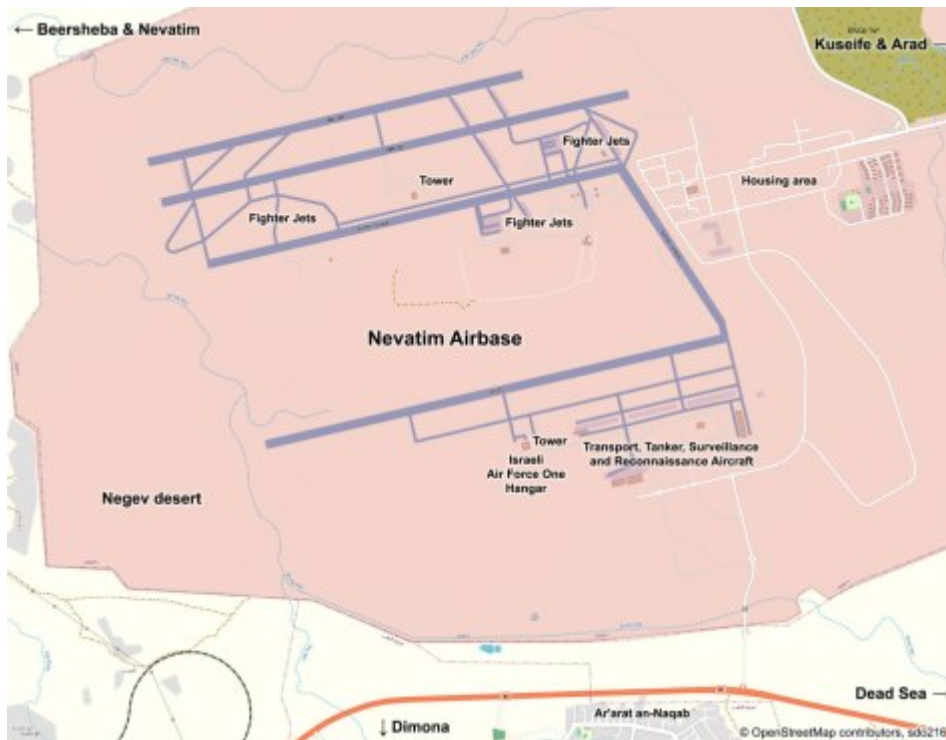 ← Beersheba & Nevatim
Kuseife & Arad
Fighter Jets
Tower
Housing area
Fighter Jets
Fighter Jets
Nevatim Airbase
Tower
Israeli
Air Force One
Hangar
Transport, Tanker, Surveillance
and Reconnaissance Aircraft
Negev desert
Dead Sea
↓ Dimona
Ar'arat an-Naqab
© OpenStreetMap contributors, sdo216